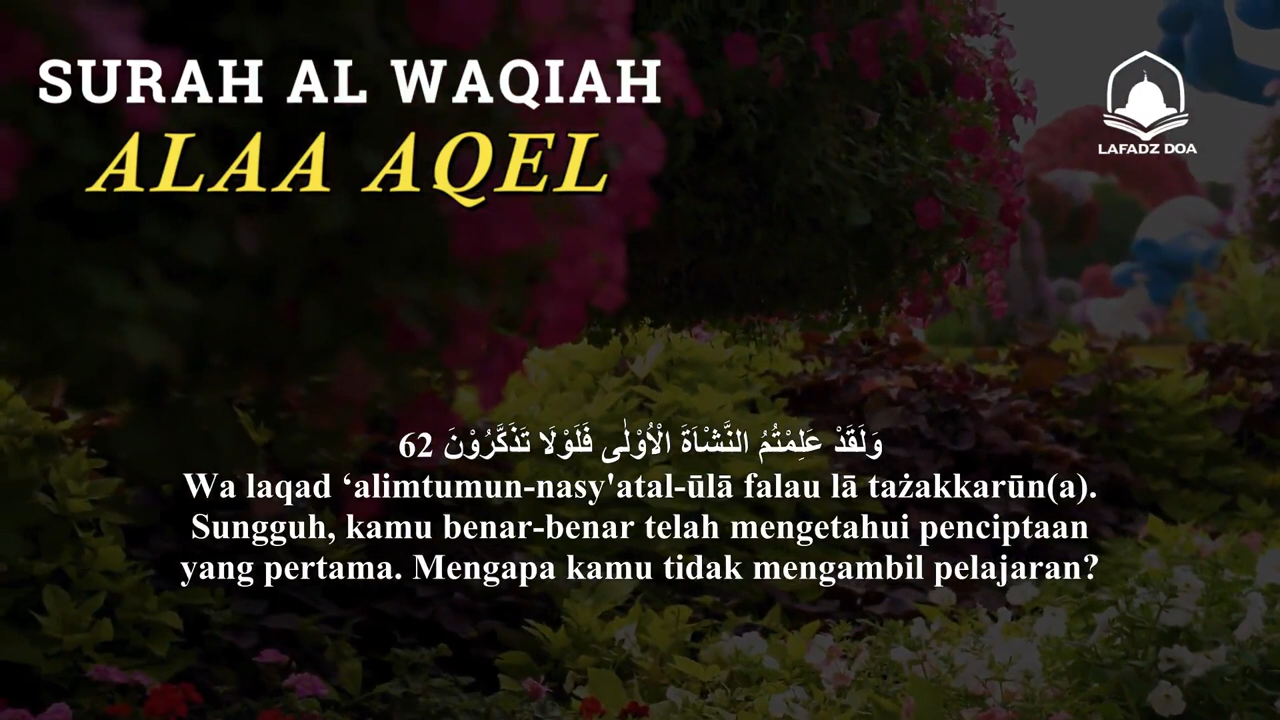 SURAH AL WAQIAH
ALAA AQEL
LAFADZ DOA
وَلَقَدْ عَلِمْتُمُ النَّشْاَةَ الْاُوْلٰى فَلَوْلَا تَذَكَّرُوْنَ 62
Wa laqad ‘alimtumun-nasy'atal-ūlā falau lā tażakkarūn(a).
Sungguh, kamu benar-benar telah mengetahui penciptaan
yang pertama. Mengapa kamu tidak mengambil pelajaran?